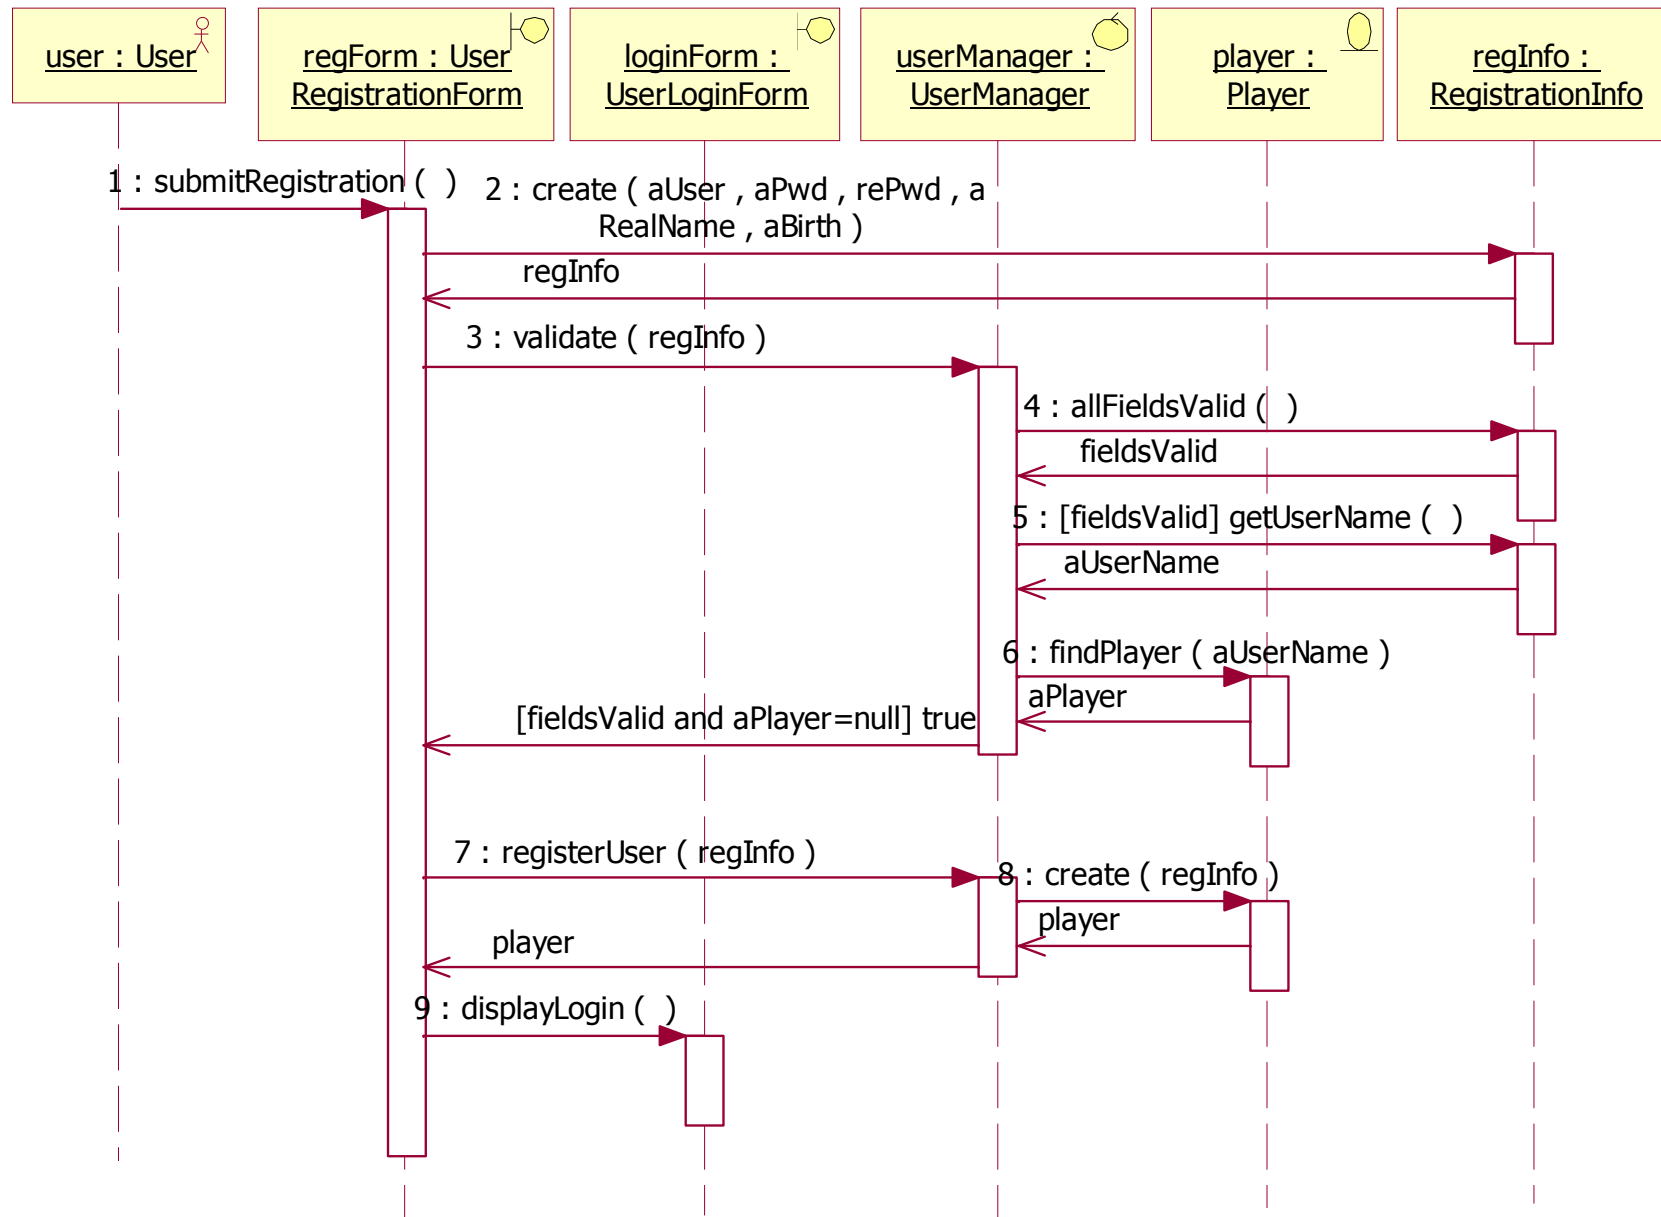 user : User
regForm : User
RegistrationForm
loginForm :
UserLoginForm
userManager :
UserManager
player :
Player
regInfo :
RegistrationInfo
1 : submitRegistration (  )
2 : create ( aUser , aPwd , rePwd , a
RealName , aBirth )
regInfo
3 : validate ( regInfo )
4 : allFieldsValid (  )
fieldsValid
5 : [fieldsValid] getUserName (  )
aUserName
6 : findPlayer ( aUserName )
aPlayer
[fieldsValid and aPlayer=null] true
7 : registerUser ( regInfo )
8 : create ( regInfo )
player
player
9 : displayLogin (  )